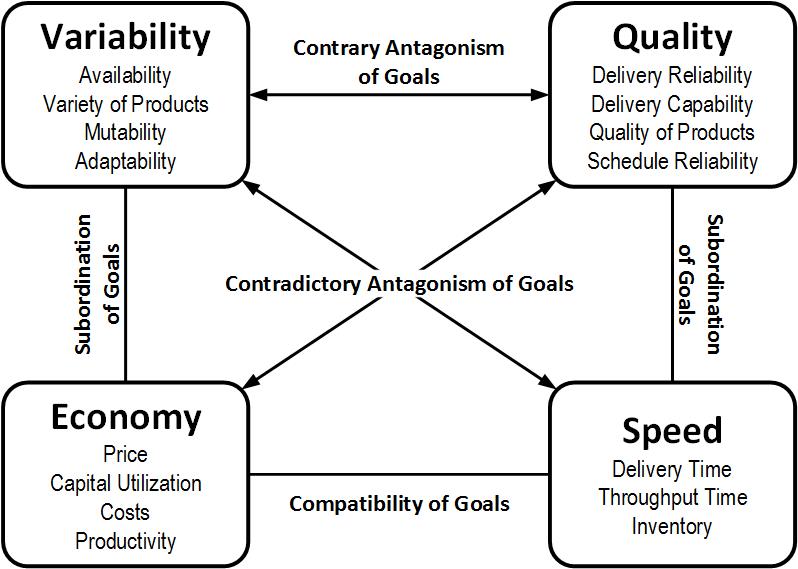 Variability
Availability
Variety of Products
Mutability
Adaptability
Contrary Antagonism
of Goals
Quality
Delivery Reliability
Delivery Capability
Quality of Products
Schedule Reliability
Subordination
of Goals
Contradictory Antagonism of Goals
Subordination
of Goals
Economy
Price
Capital Utilization
Costs
Productivity
Compatibility of Goals
Speed
Delivery Time
Throughput Time
Inventory